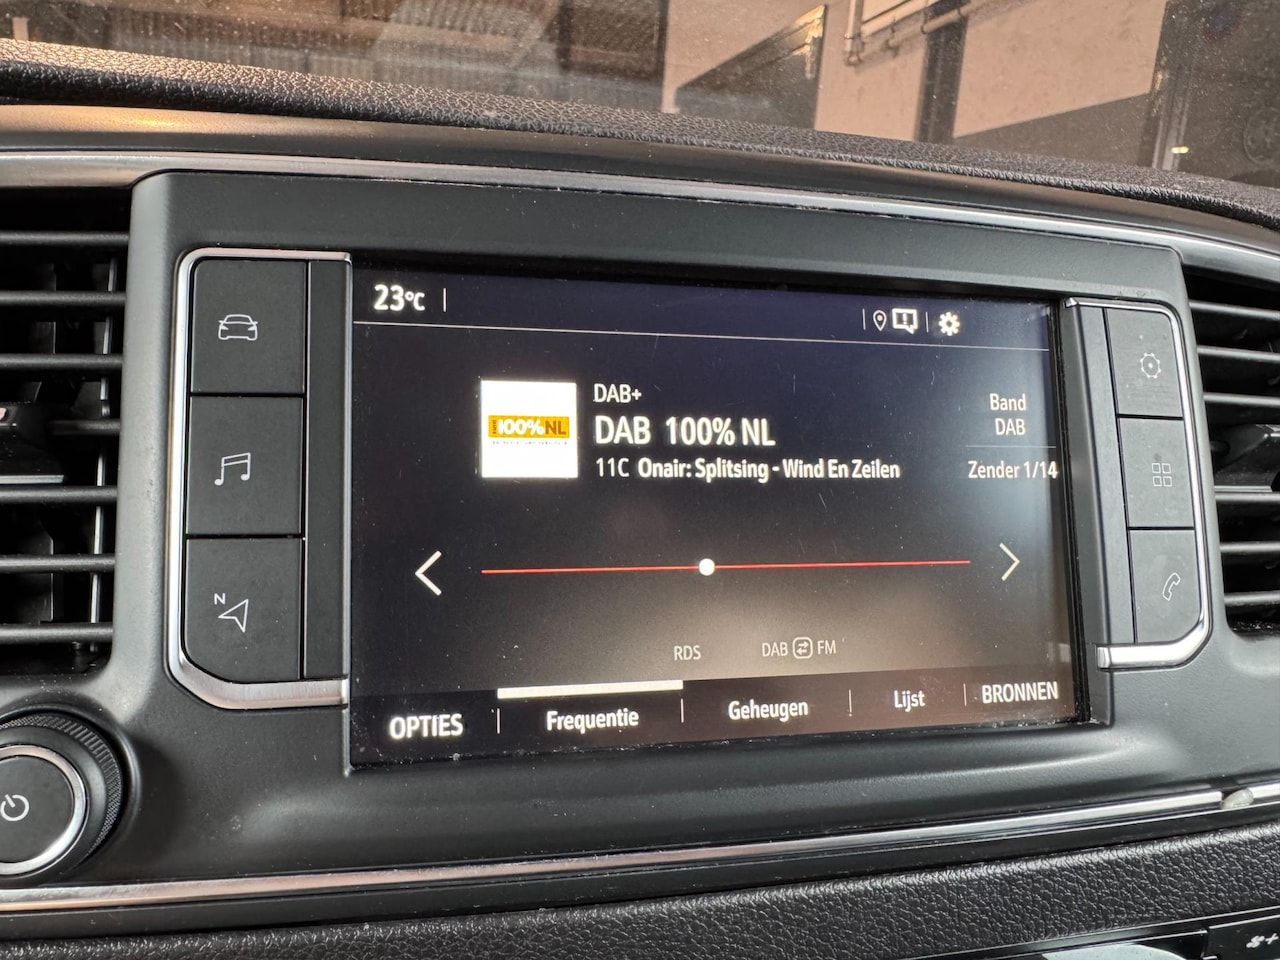 23°C
DAB+
DAB 100% NL
11C Onair: Splitsing - Wind En Zeilen
Band
DAB
Zender 1/14
100%NL
RDS
DAB FM
OPTIES
Frequentie
Geheugen
Lijst
BRONNEN
N